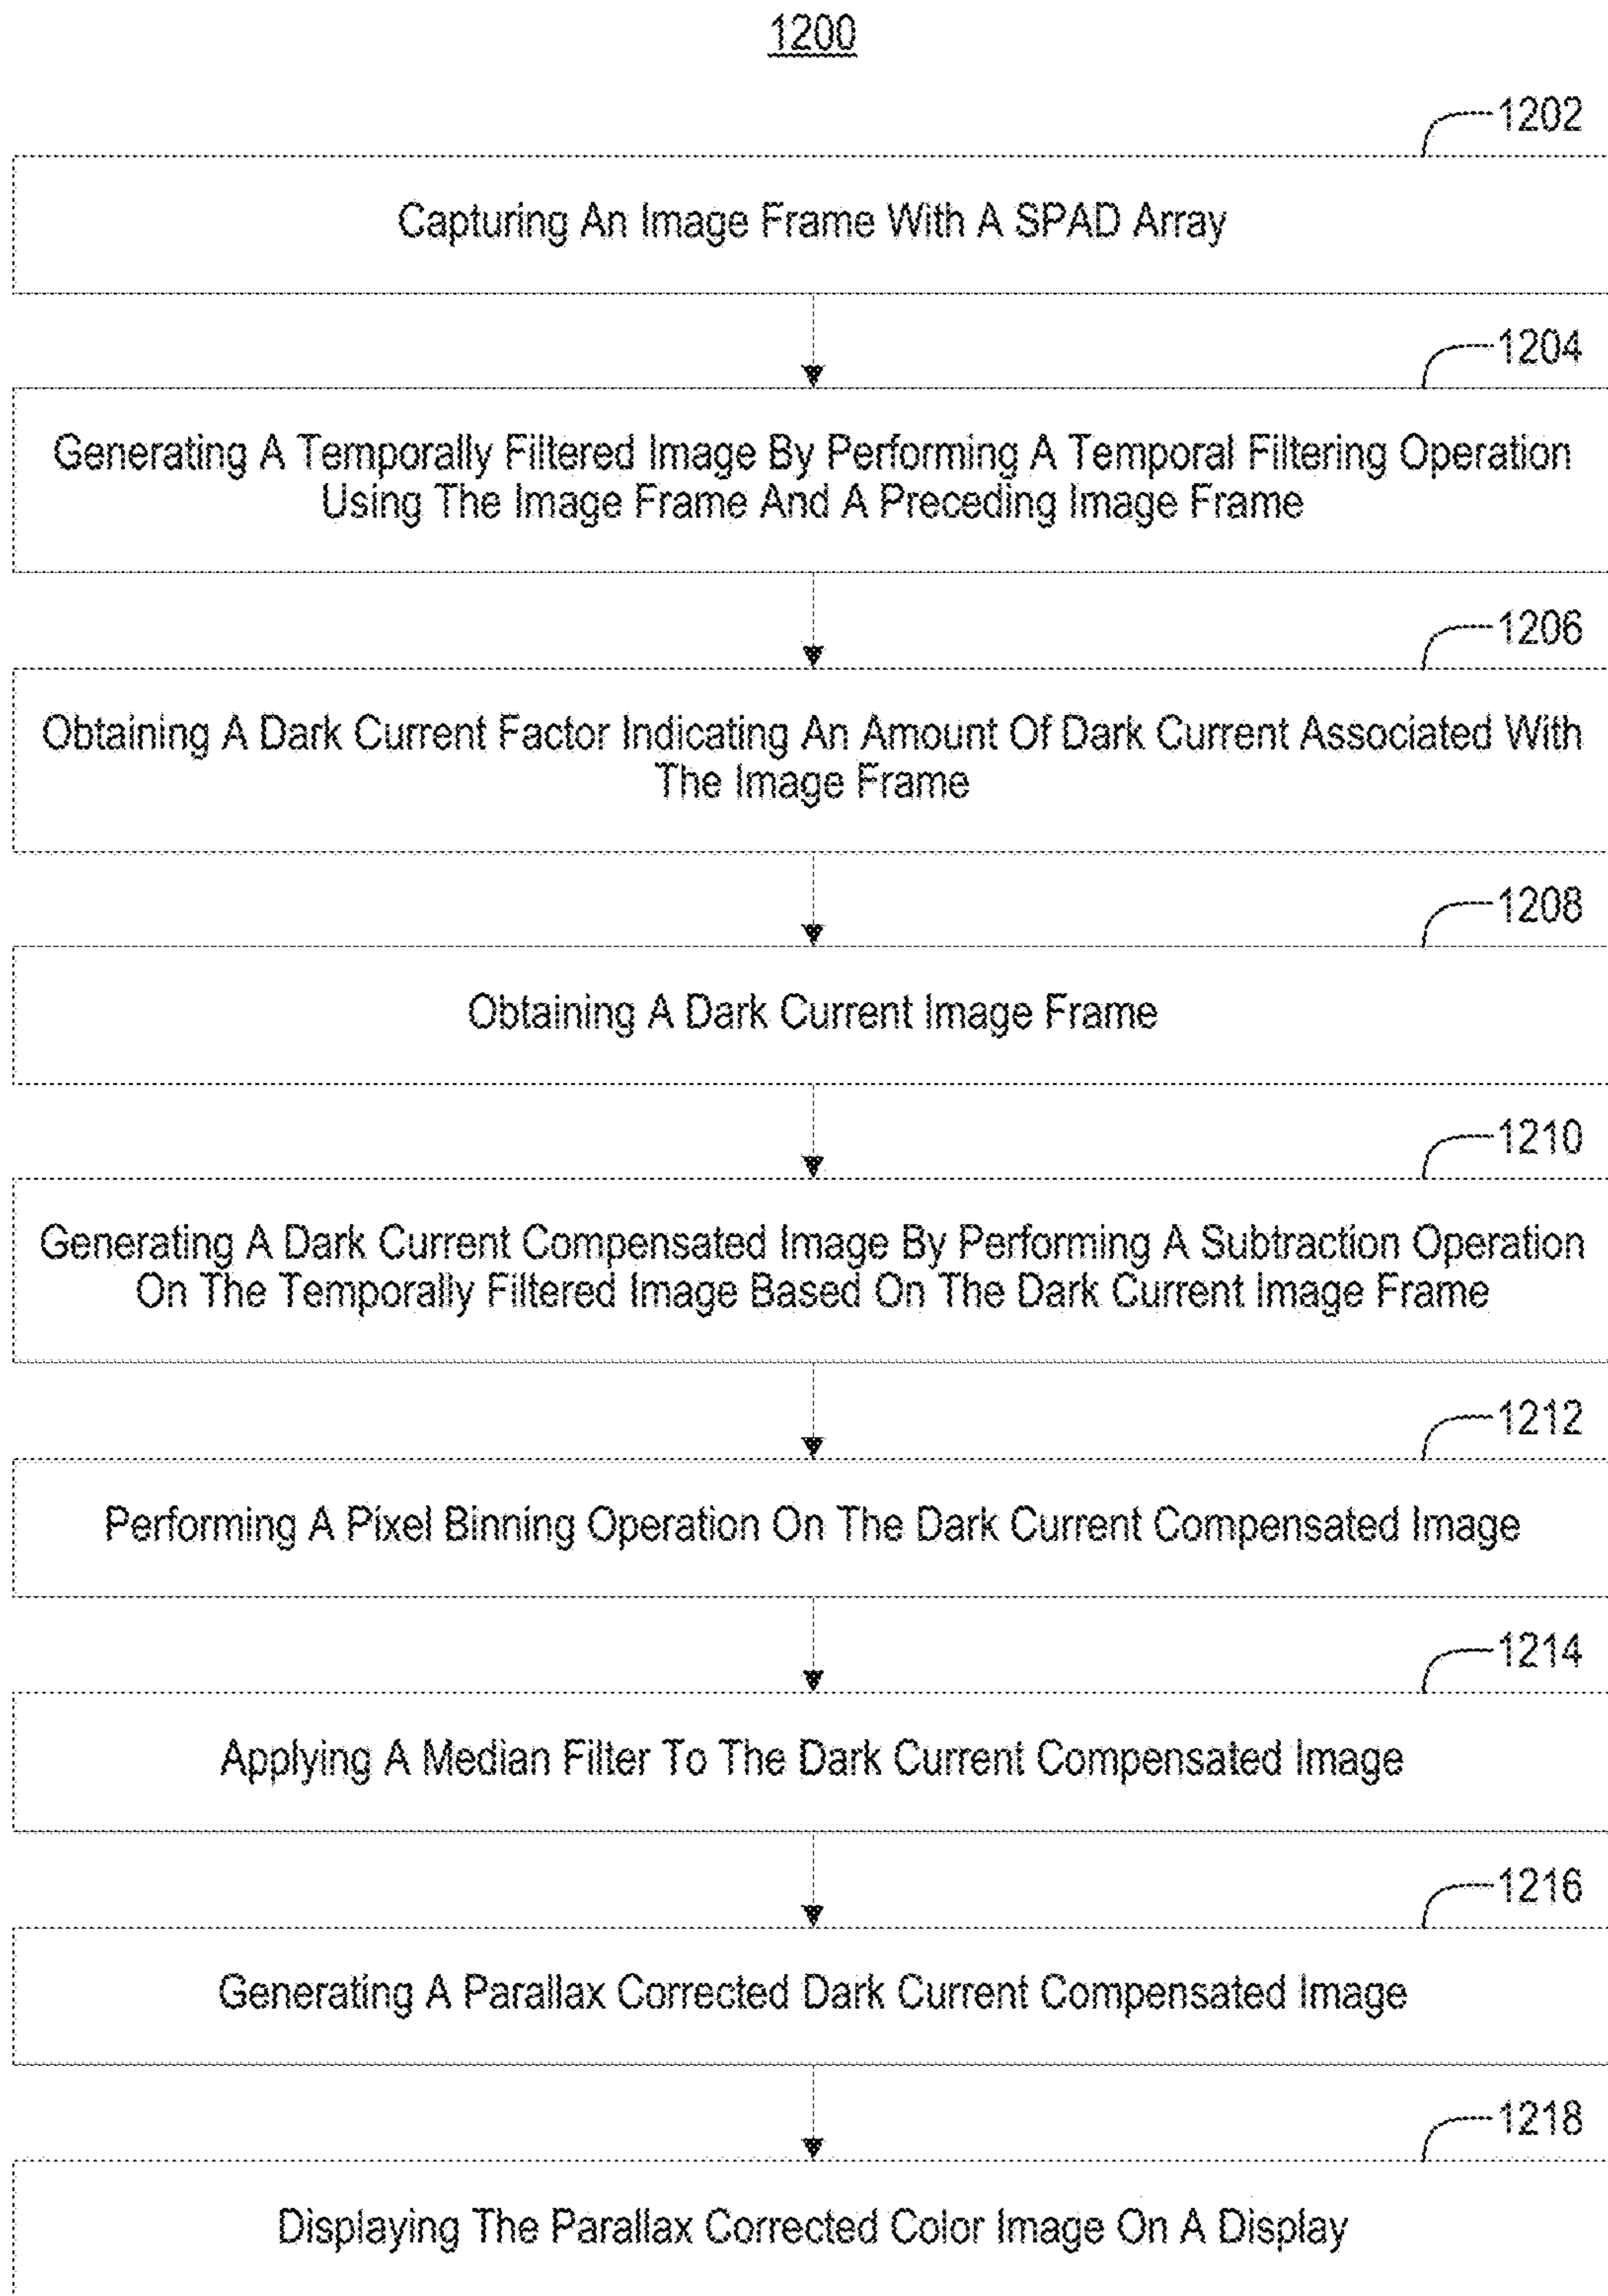 1200
1202
Capturing An Image Frame With A SPAD Array
1204
Generating A Temporally Filtered Image By Performing A Temporal Filtering Operation
Using The Image Frame And A Preceding Image Frame
1206
Obtaining A Dark Current Factor Indicating An Amount Of Dark Current Associated With
The Image Frame
1208
Obtaining A Dark Current Image Frame
1210
Generating A Dark Current Compensated Image By Performing A Subtraction Operation
On The Temporally Filtered Image Based On The Dark Current Image Frame
1212
Performing A Pixel Binning Operation On The Dark Current Compensated Image
1214
Applying A Median Filter To The Dark Current Compensated Image
1216
Generating A Parallax Corrected Dark Current Compensated Image
1218
Displaying The Parallax Corrected Color Image On A Display